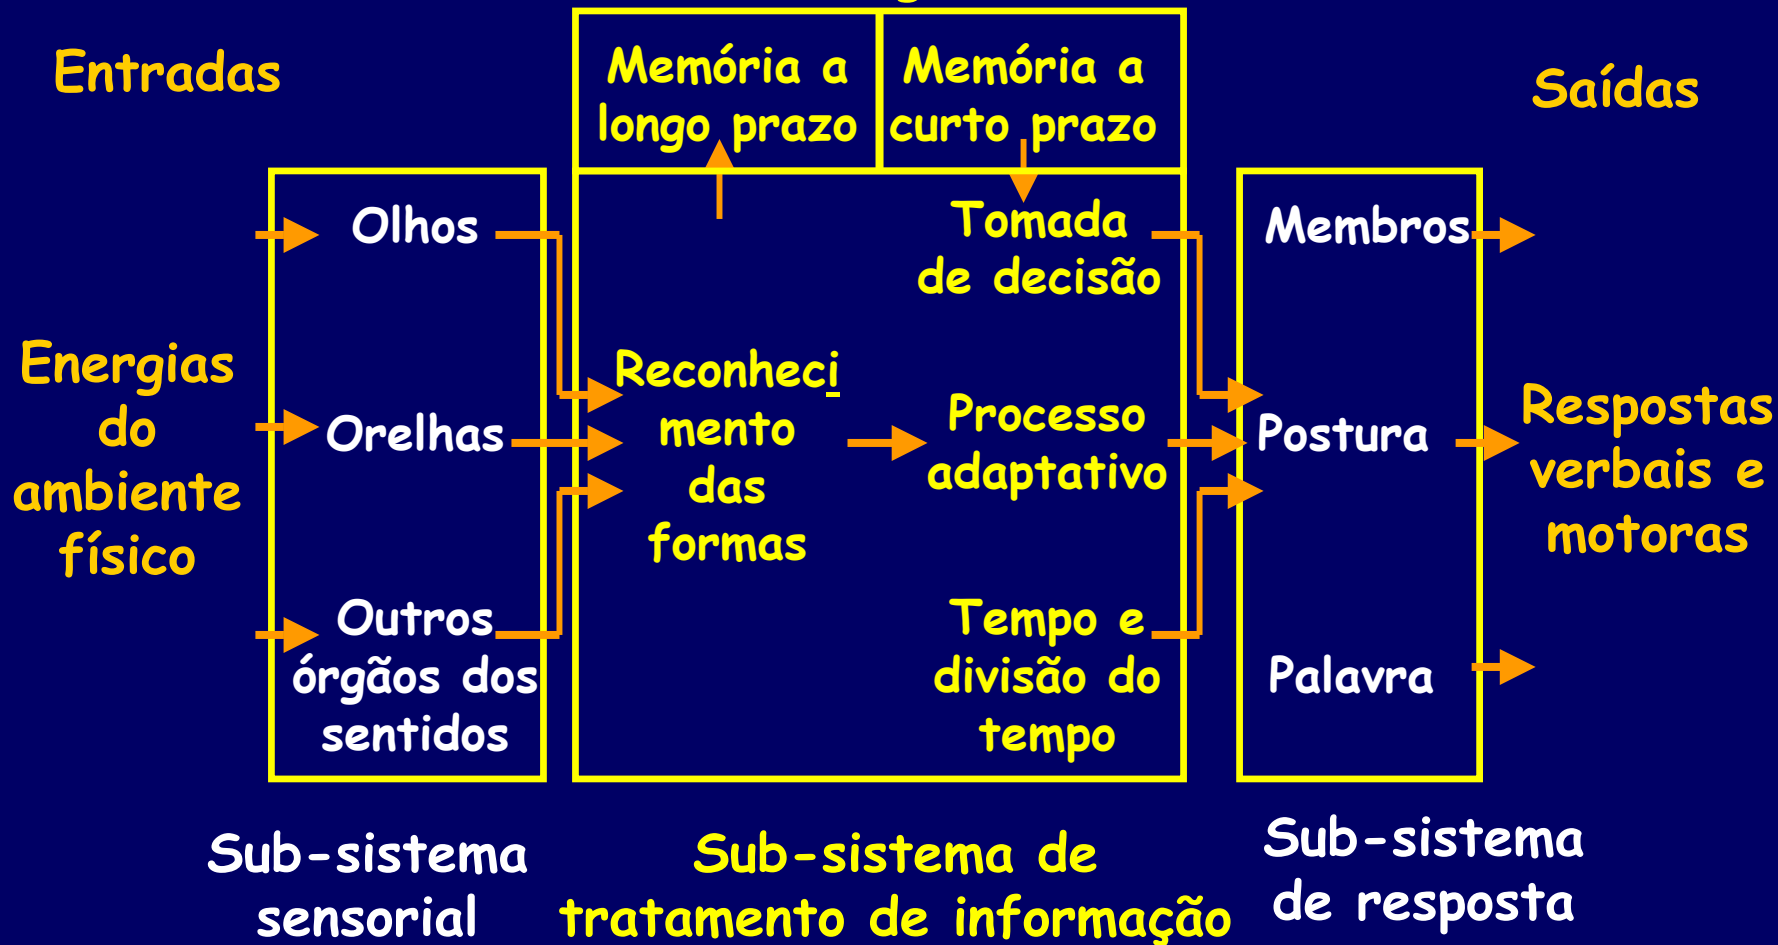 Entradas
Memória a
longo prazo
Memória a
curto prazo
Saídas
Energias
do
ambiente
físico
Olhos
Orelhas
Outros
órgãos dos
sentidos
Reconheci
mento
das
formas
Tomada
de decisão
Processo
adaptativo
Tempo e
divisão do
tempo
Membros
Postura
Palavra
Respostas
verbais e
motoras
Sub-sistema
sensorial
Sub-sistema de
tratamento de informação
Sub-sistema
de resposta